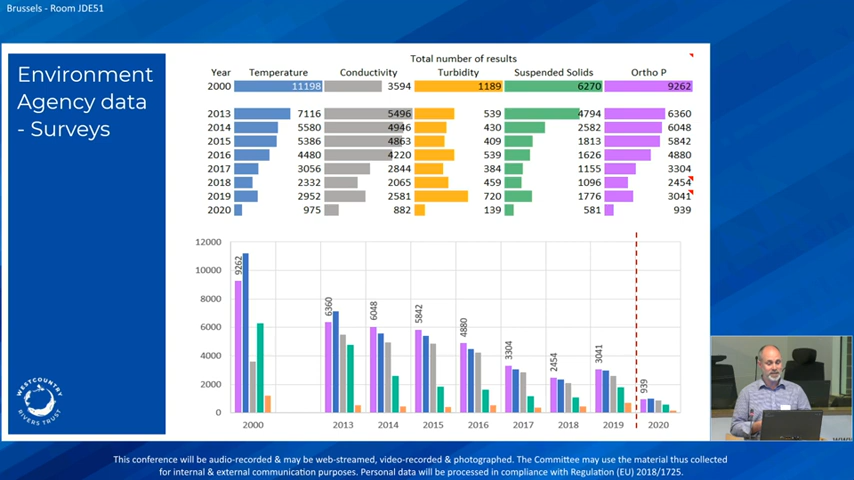 Brussels - Room JDE51
Environment
Agency data
- Surveys
Total number of results
Year Temperature Conductivity Turbidity Suspended Solids Ortho P
2000 11198 3594 1189 6270 9262
2013 7116 5496 539 4794 6360
2014 5580 4946 430 2582 6048
2015 5386 4863 409 1813 5842
2016 4480 4220 539 1626 4880
2017 3056 2844 384 1155 3304
2018 2332 2065 459 1096 2454
2019 2952 2581 720 1776 3041
2020 975 882 139 581 939
12000
10000
8000
6000
4000
2000
0
9262
6360
6048
5842
4880
3304
2454
3041
939
2000 2013 2014 2015 2016 2017 2018 2019 2020
WESTCOUNTRY
RIVERS TRUST
This conference will be audio-recorded & may be web-streamed, video-recorded & photographed. The Committee may use the material thus collected
for internal & external communication purposes. Personal data will be processed in compliance with Regulation (EU) 2018/1725.